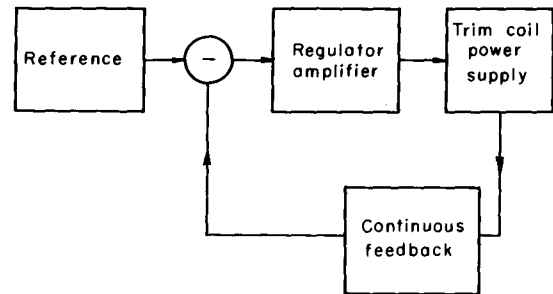 Reference
−
Regulator
amplifier
Trim coil
power
supply
Continuous
feedback